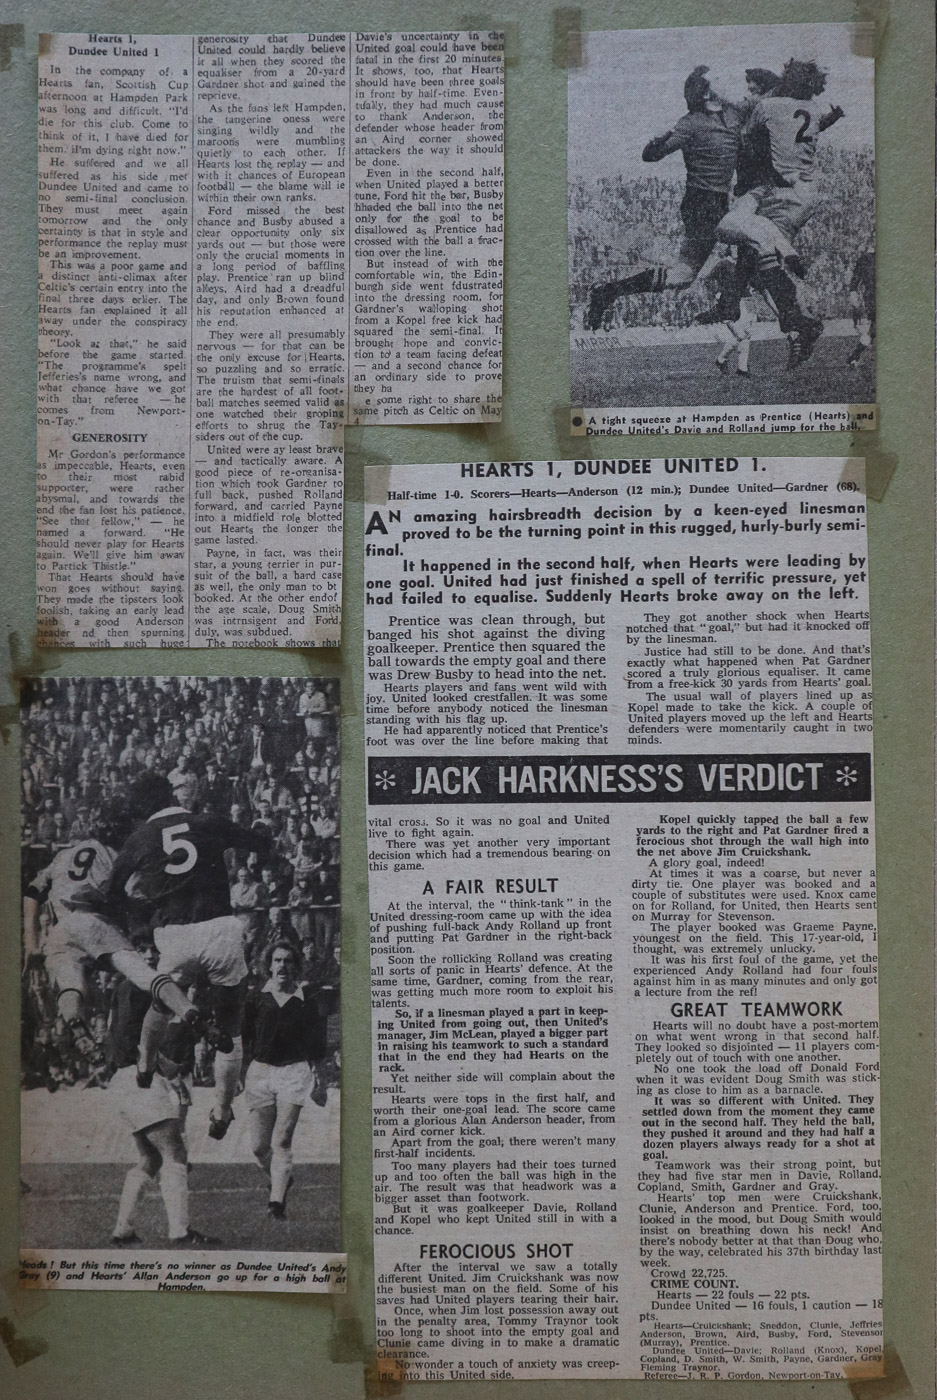 Hearts 1,
Dundee United 1
In the company of a
Hearts fan, Scottish Cup
afternoon at Hampden Park
was long and difficult. "I'd
die for this club. Come to
think of it, I have died for
them. I'm dying right now."
He suffered and we all
suffered as his side met
Dundee United and came to
no semi-final conclusion.
They must meet again
tomorrow and the only
certainty is that in style and
performance the replay must
be an improvement.
This was a poor game and
a distinct anti-climax after
Celtic's certain entry into the
final three days erlier. The
Hearts fan explained it all
away under the conspiracy
theory.
"Look at that," he said
before the game started.
"The programme's spelt
Jefferies's name wrong, and
what chance have we got
with that referee — he
comes from Newport-
on-Tay."
GENEROSITY
Mr Gordon's performance
as impeccable. Hearts, even
to their most rabid
supporter, were rather
abysmal, and towards the
end the fan lost his patience.
"See that fellow," — he
named a forward. "He
should never play for Hearts
again. We'll give him away
to Partick Thistle."
That Hearts should have
won goes without saying.
They made the tipsters look
foolish, taking an early lead
with a good Anderson
header nd then spurning
chances with such huge
generosity that Dundee
United could hardly believe
it all when they scored the
equaliser from a 20-yard
Gardner shot and gained the
reprieve.
As the fans left Hampden,
the tangerine oness were
singing wildly and the
maroons were mumbling
quietly to each other. If
Hearts lost the replay — and
with it chances of European
football — the blame will ie
within their own ranks.
Ford missed the best
chance and Busby abused a
clear opportunity only six
yards out — but those were
only the crucial moments in
a long period of baffling
play. Prentice ran up blind
alleys, Aird had a dreadful
day, and only Brown found
his reputation enhanced at
the end.
They were all presumably
nervous — for that can be
the only excuse for Hearts,
so puzzling and so erratic.
The truism that semi-finals
are the hardest of all foot-
ball matches seemed valid as
one watched their groping
efforts to shrug the Tay-
siders out of the cup.
United were ay least brave
— and tactically aware. A
good piece of re-organisa-
tion which took Gardner to
full back, pushed Rolland
forward, and carried Payne
into a midfield role blotted
out Hearts the longer the
game lasted.
Payne, in fact, was their
star, a young terrier in pur-
suit of the ball, a hard case
as well, the only man to be
booked. At the other endof
the age scale, Doug Smith
was intrnsigent and Ford,
duly, was subdued.
The notebook shows that
Davie's uncertainty in the
United goal could have been
fatal in the first 20 minutes.
It shows, too, that Hearts
should have been three goals
in front by half-time. Even-
tually, they had much cause
to thank Anderson, the
defender whose header from
an Aird corner showed
attackers the way it should
be done.
Even in the second half,
when United played a better
tune, Ford hit the bar, Busby
hhaded the ball into the net
only for the goal to be
disallowed as Prentice had
crossed with the ball a frac-
tion over the line.
But instead of with the
comfortable win, the Edin-
burgh side went fdustrated
into the dressing room, for
Gardner's walloping shot
from a Kopel free kick had
squared the semi-final. It
brought hope and convic-
tion to a team facing defeat
— and a second chance for
an ordinary side to prove
they ha
e some right to share the
same pitch as Celtic on May
4.
2
MIRROR
A tight squeeze at Hampden as Prentice (Hearts) and
Dundee United's Davie and Rolland jump for the ball.
9
5
Heads! But this time there's no winner as Dundee United's Andy
Gray (9) and Hearts' Allan Anderson go up for a high ball at
Hampden.
HEARTS 1, DUNDEE UNITED 1.
Half-time 1-0. Scorers—Hearts—Anderson (12 min.); Dundee United—Gardner (68).
AN amazing hairsbreadth decision by a keen-eyed linesman
proved to be the turning point in this rugged, hurly-burly semi-
final.
It happened in the second half, when Hearts were leading by
one goal. United had just finished a spell of terrific pressure, yet
had failed to equalise. Suddenly Hearts broke away on the left.
Prentice was clean through, but
banged his shot against the diving
goalkeeper. Prentice then squared the
ball towards the empty goal and there
was Drew Busby to head into the net.
Hearts players and fans went wild with
joy. United looked crestfallen. It was some
time before anybody noticed the linesman
standing with his flag up.
He had apparently noticed that Prentice's
foot was over the line before making that
They got another shock when Hearts
notched that "goal," but had it knocked off
by the linesman.
Justice had still to be done. And that's
exactly what happened when Pat Gardner
scored a truly glorious equaliser. It came
from a free-kick 30 yards from Hearts' goal.
The usual wall of players lined up as
Kopel made to take the kick. A couple of
United players moved up the left and Hearts
defenders were momentarily caught in two
minds.
* JACK HARKNESS'S VERDICT *
vital cross. So it was no goal and United
live to fight again.
There was yet another very important
decision which had a tremendous bearing on
this game.
A FAIR RESULT
At the interval, the "think-tank" in the
United dressing-room came up with the idea
of pushing full-back Andy Rolland up front
and putting Pat Gardner in the right-back
position.
Soon the rollicking Rolland was creating
all sorts of panic in Hearts' defence. At the
same time, Gardner, coming from the rear,
was getting much more room to exploit his
talents.
So, if a linesman played a part in keep-
ing United from going out, then United's
manager, Jim McLean, played a bigger part
in raising his teamwork to such a standard
that in the end they had Hearts on the
rack.
Yet neither side will complain about the
result.
Hearts were tops in the first half, and
worth their one-goal lead. The score came
from a glorious Alan Anderson header, from
an Aird corner kick.
Apart from the goal; there weren't many
first-half incidents.
Too many players had their toes turned
up and too often the ball was high in the
air. The result was that headwork was a
bigger asset than footwork.
But it was goalkeeper Davie, Rolland
and Kopel who kept United still in with a
chance.
FEROCIOUS SHOT
After the interval we saw a totally
different United. Jim Cruickshank was now
the busiest man on the field. Some of his
saves had United players tearing their hair.
Once, when Jim lost possession away out
in the penalty area, Tommy Traynor took
too long to shoot into the empty goal and
Clunie came diving in to make a dramatic
clearance.
No wonder a touch of anxiety was creep-
ing into this United side.
Kopel quickly tapped the ball a few
yards to the right and Pat Gardner fired a
ferocious shot through the wall high into
the net above Jim Cruickshank.
A glory goal, indeed!
At times it was a coarse, but never a
dirty tie. One player was booked and a
couple of substitutes were used. Knox came
on for Rolland, for United, then Hearts sent
on Murray for Stevenson.
The player booked was Graeme Payne,
youngest on the field. This 17-year-old, I
thought, was extremely unlucky.
It was his first foul of the game, yet the
experienced Andy Rolland had four fouls
against him in as many minutes and only got
a lecture from the ref!
GREAT TEAMWORK
Hearts will no doubt have a post-mortem
on what went wrong in that second half.
They looked so disjointed — 11 players com-
pletely out of touch with one another.
No one took the load off Donald Ford
when it was evident Doug Smith was stick-
ing as close to him as a barnacle.
It was so different with United. They
settled down from the moment they came
out in the second half. They held the ball,
they pushed it around and they had half a
dozen players always ready for a shot at
goal.
Teamwork was their strong point, but
they had five star men in Davie, Rolland,
Copland, Smith, Gardner and Gray.
Hearts' top men were Cruickshank,
Clunie, Anderson and Prentice. Ford, too,
looked in the mood, but Doug Smith would
insist on breathing down his neck! And
there's nobody better at that than Doug who,
by the way, celebrated his 37th birthday last
week.
Crowd 22,725.
CRIME COUNT.
Hearts — 22 fouls — 22 pts.
Dundee United — 16 fouls, 1 caution — 18
pts.
Hearts—Cruickshank; Sneddon, Clunie, Jeffries
Anderson, Brown, Aird, Busby, Ford, Stevenson
(Murray), Prentice.
Dundee United—Davie; Rolland (Knox), Kopel,
Copland, D. Smith, W. Smith, Payne, Gardner, Gray
Fleming Traynor.
Referee—J. R. P. Gordon, Newport-on-Tay.